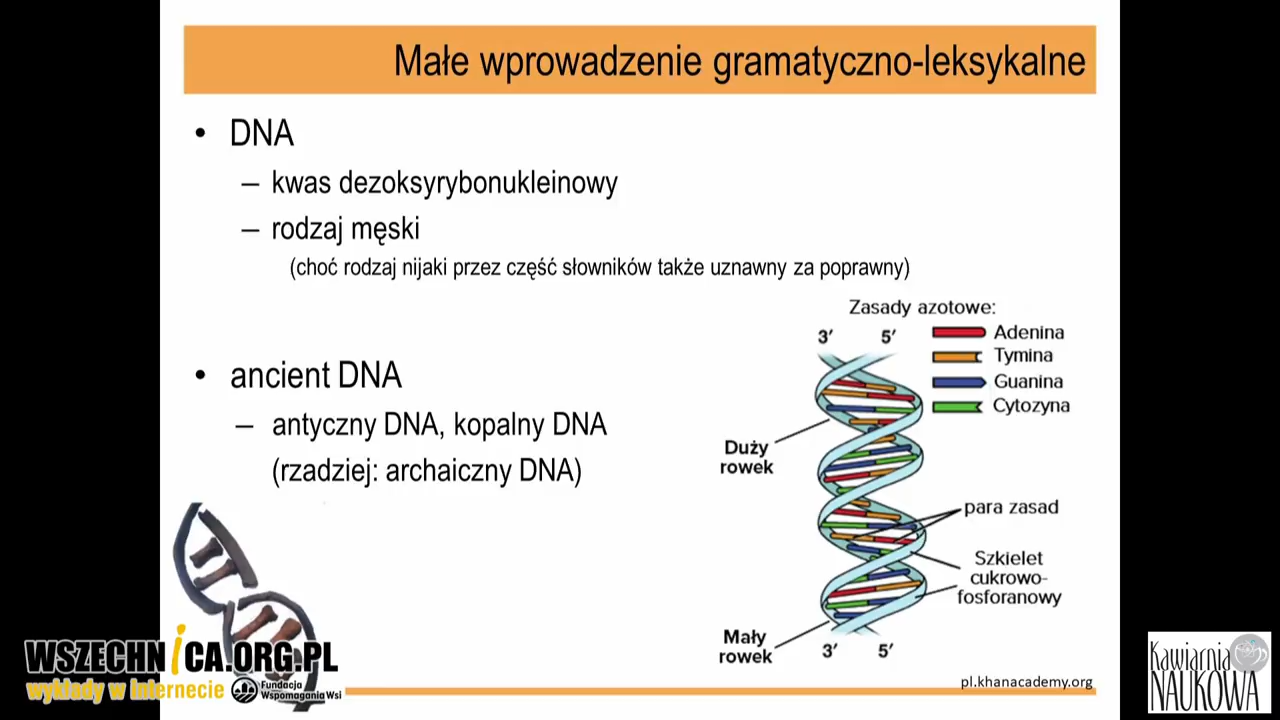 Małe wprowadzenie gramatyczno-leksykalne
• DNA
– kwas dezoksyrybonukleinowy
– rodzaj męski
(choć rodzaj nijaki przez część słowników także uznawny za poprawny)
• ancient DNA
– antyczny DNA, kopalny DNA
(rzadziej: archaiczny DNA)
Zasady azotowe:
3′ 5′
Adenina
Tymina
Guanina
Cytozyna
Duży
rowek
para zasad
Szkielet
cukrowo-
fosforanowy
Mały
rowek
3′ 5′
pl.khanacademy.org
WSZECHNICA.ORG.PL
wykłady w Internecie
Fundacja
Wspomagania Wsi
Kawiarnia
NAUKOWA